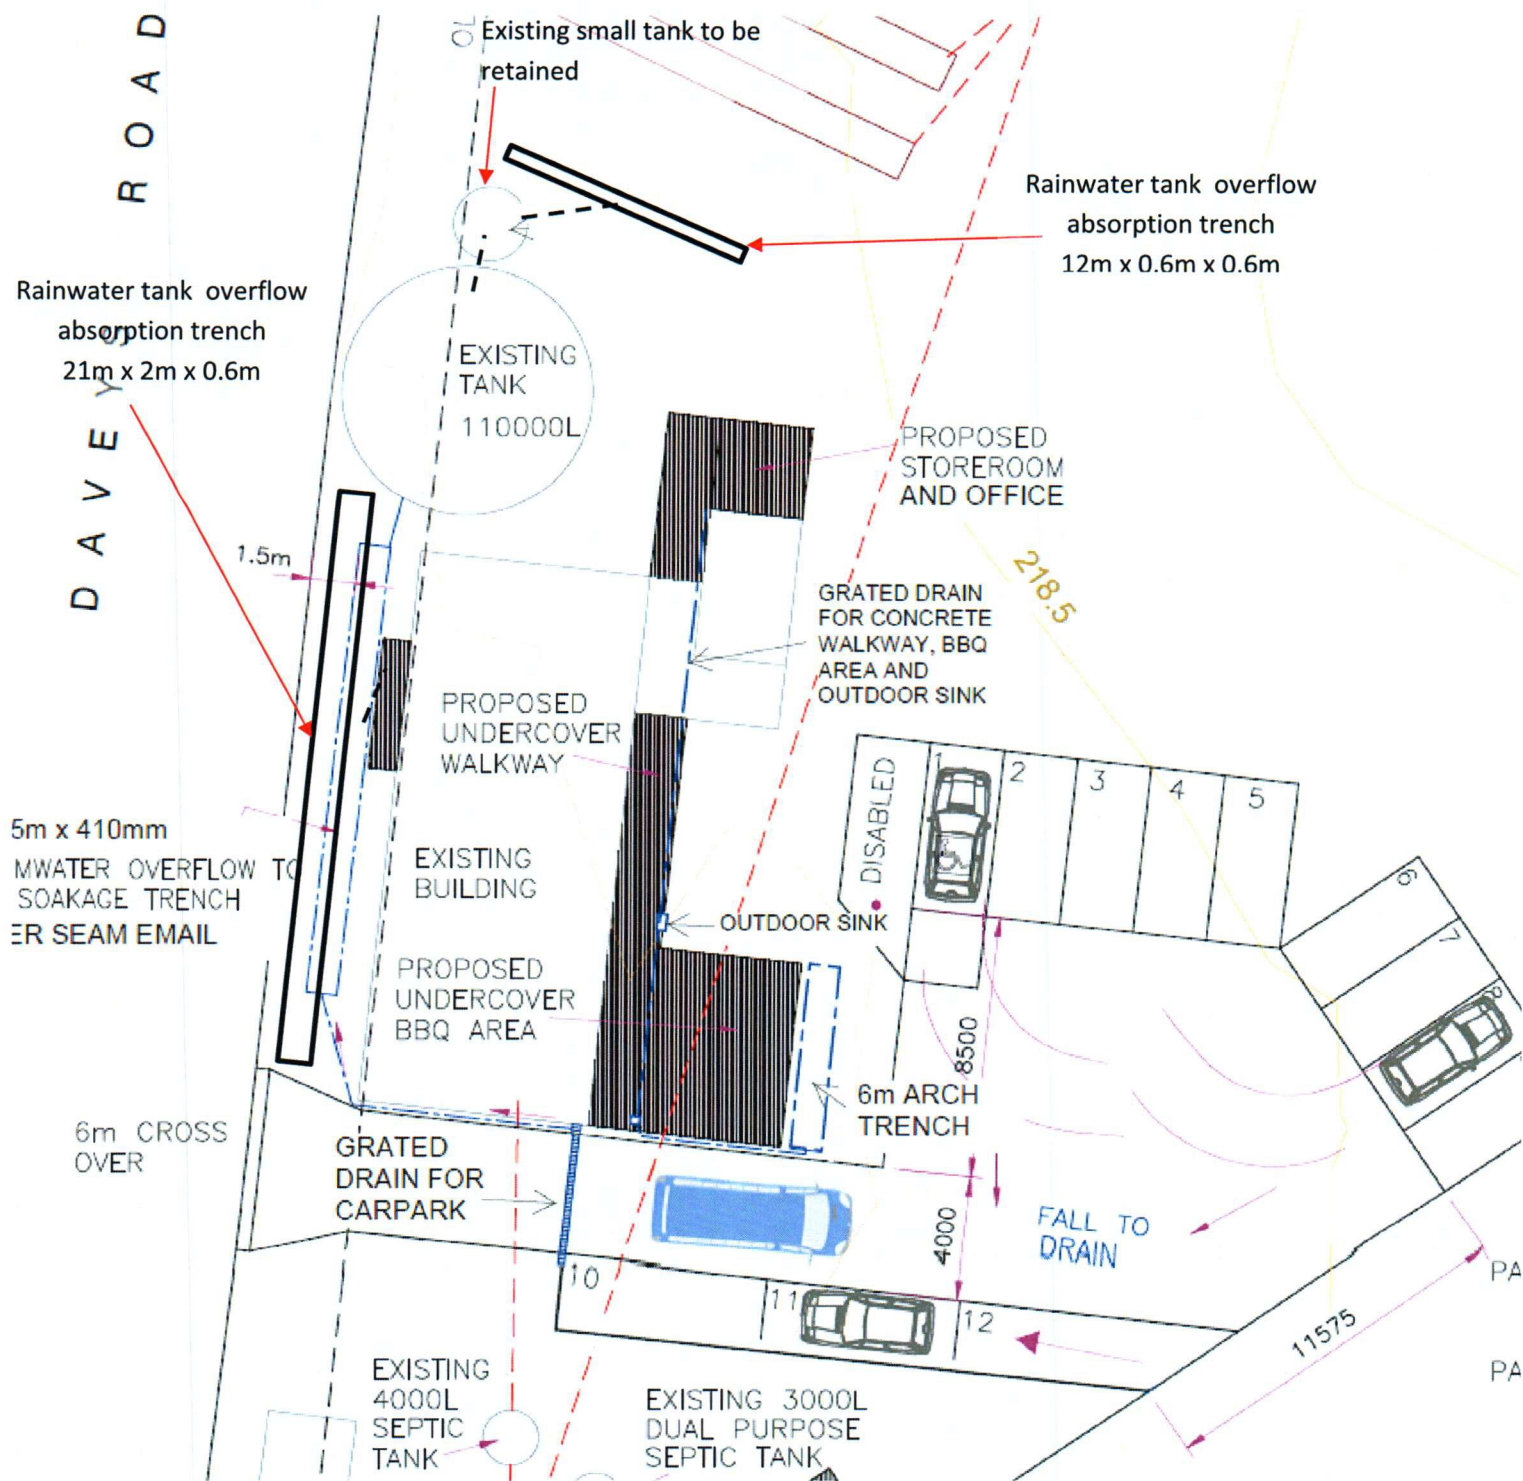 DAVEYS ROAD
OL
Existing small tank to be
retained
Rainwater tank overflow
absorption trench
12m x 0.6m x 0.6m
Rainwater tank overflow
absorption trench
21m x 2m x 0.6m
EXISTING
TANK
110000L
PROPOSED
STOREROOM
AND OFFICE
1.5m
218.5
GRATED DRAIN
FOR CONCRETE
WALKWAY, BBQ
AREA AND
OUTDOOR SINK
PROPOSED
UNDERCOVER
WALKWAY
DISABLED
1
2
3
4
5
6
7
8
5m x 410mm
MWATER OVERFLOW TO
SOAKAGE TRENCH
ER SEAM EMAIL
EXISTING
BUILDING
OUTDOOR SINK
PROPOSED
UNDERCOVER
BBQ AREA
8500
6m ARCH
TRENCH
6m CROSS
OVER
GRATED
DRAIN FOR
CARPARK
4000
FALL TO
DRAIN
10
11
12
11575
PA
PA
EXISTING
4000L
SEPTIC
TANK
EXISTING 3000L
DUAL PURPOSE
SEPTIC TANK